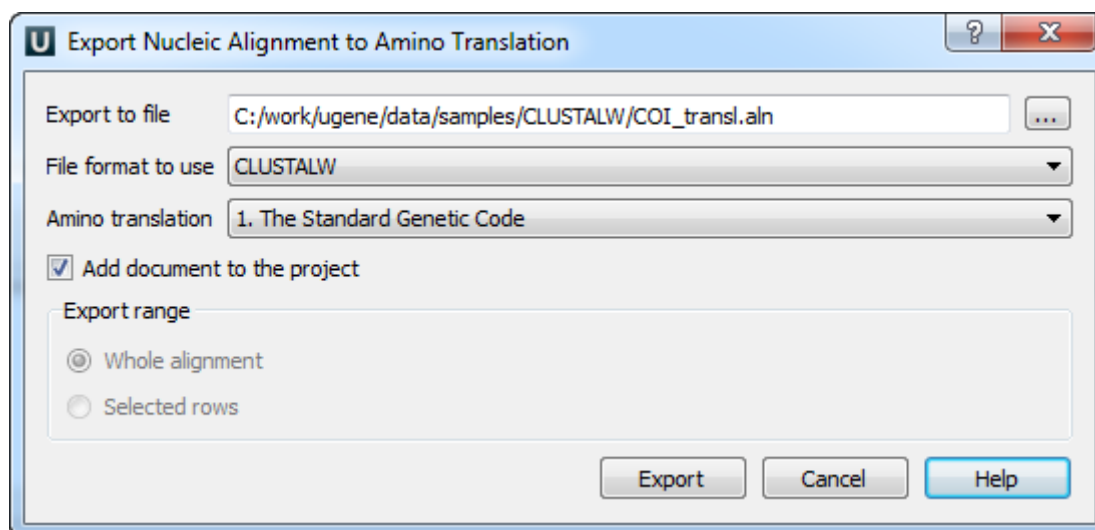 U Export Nucleic Alignment to Amino Translation ? X
Export to file C:/work/ugene/data/samples/CLUSTALW/COI_transl.aln ...
File format to use CLUSTALW
Amino translation 1. The Standard Genetic Code
Add document to the project
Export range
Whole alignment
Selected rows
Export Cancel Help